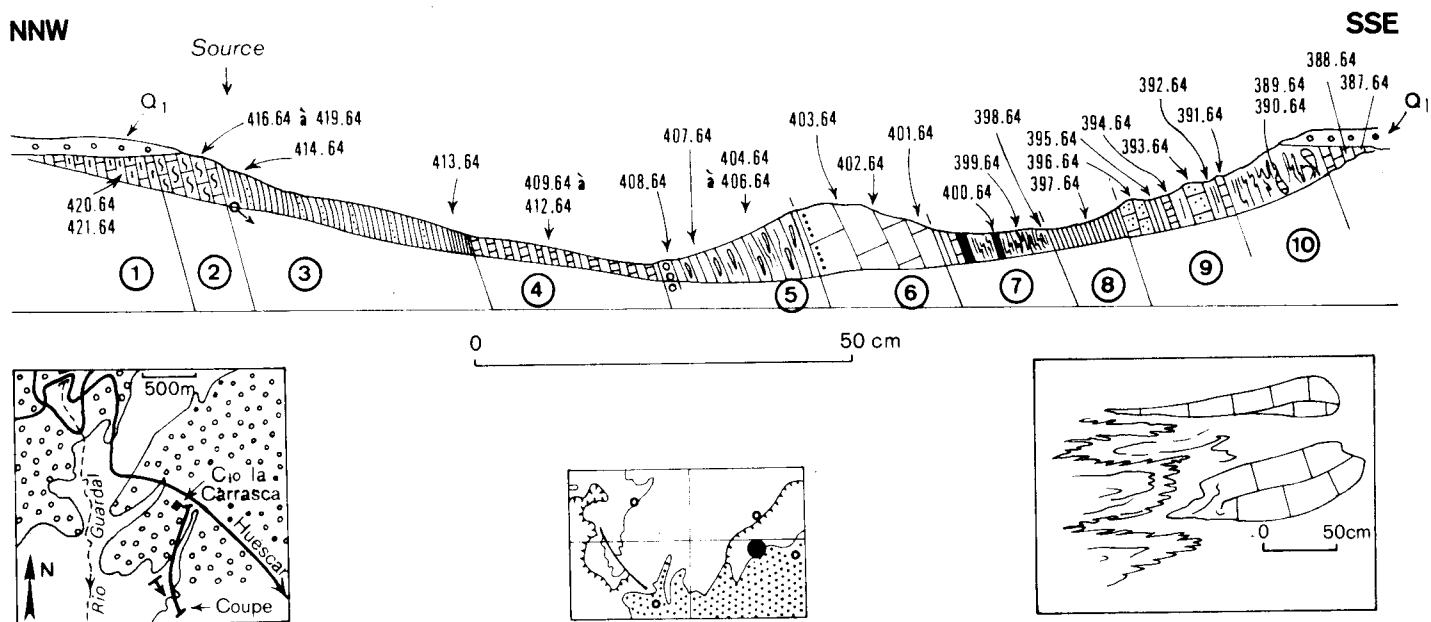 NNW
SSE
Source
Q1
416.64 à 419.64
414.64
413.64
409.64 à
412.64
408.64
407.64
404.64
à 406.64
403.64
402.64
401.64
400.64
399.64
398.64
395.64
396.64
397.64
394.64
393.64
392.64
391.64
389.64
390.64
388.64
387.64
Q1
420.64
421.64
1
2
3
4
5
6
7
8
9
10
0 50 cm
500m
Cjo la
Carrasca
Guardal
Rio
Huescar
N
Coupe
0 50cm